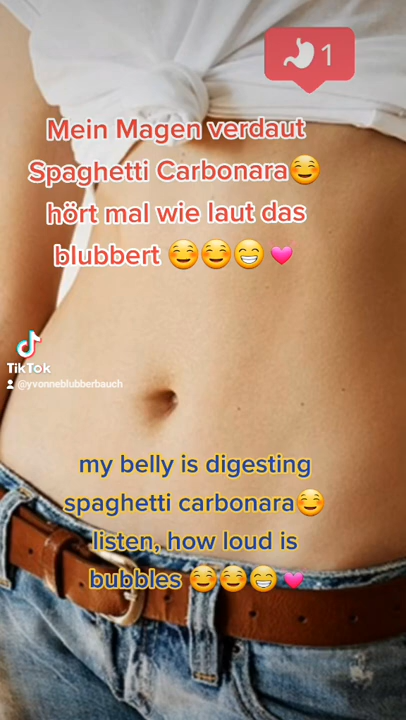 1
Mein Magen verdaut
Spaghetti Carbonara😊
hört mal wie laut das
blubbert 😊😊😁💓
TikTok
@yvonneblubberbauch
my belly is digesting
spaghetti carbonara😊
listen, how loud is
bubbles 😊😊😁💓